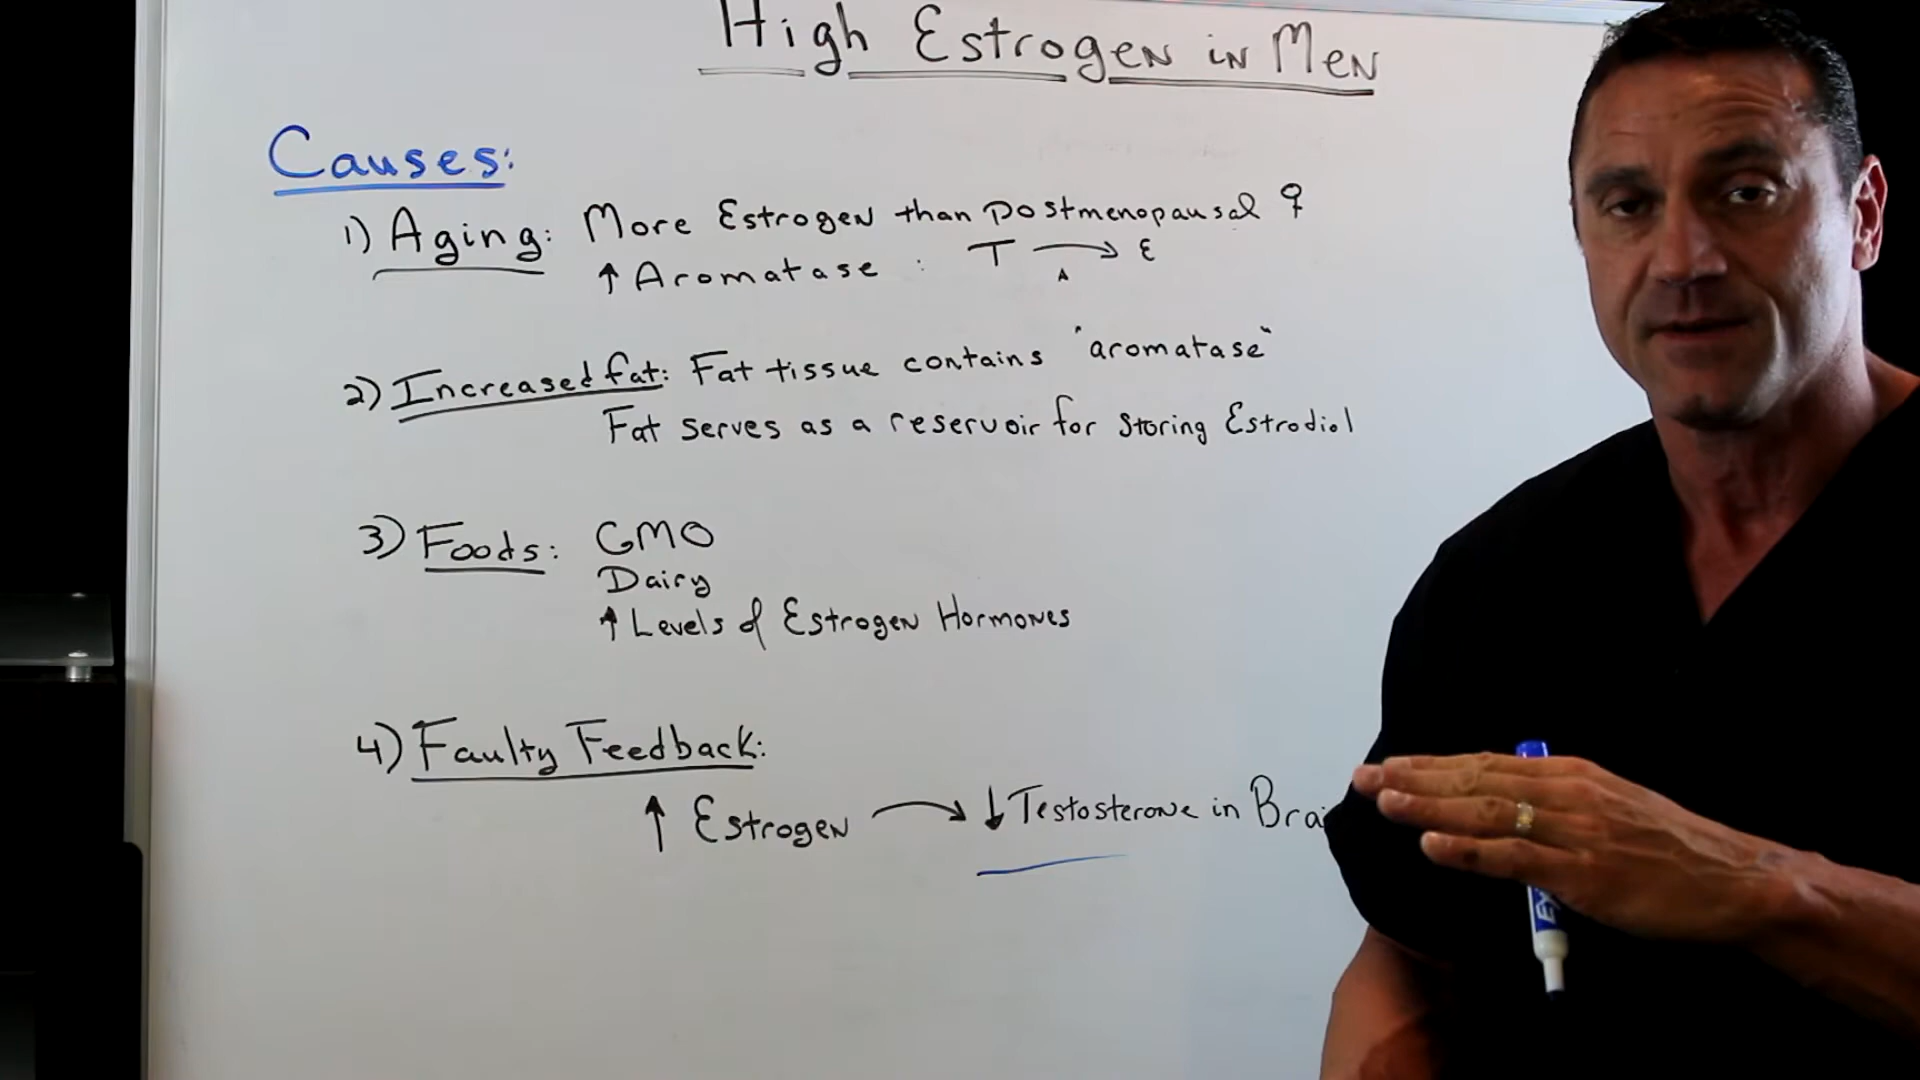 High Estrogen in Men
Causes:
1) Aging: More Estrogen than postmenopausal ♀
↑ Aromatase : T → E
A
2) Increased fat: Fat tissue contains "aromatase"
Fat serves as a reservoir for storing Estrodiol
3) Foods: GMO
Dairy
↑ Levels of Estrogen Hormones
4) Faulty Feedback:
↑ Estrogen → ↓ Testosterone in Brai
EX